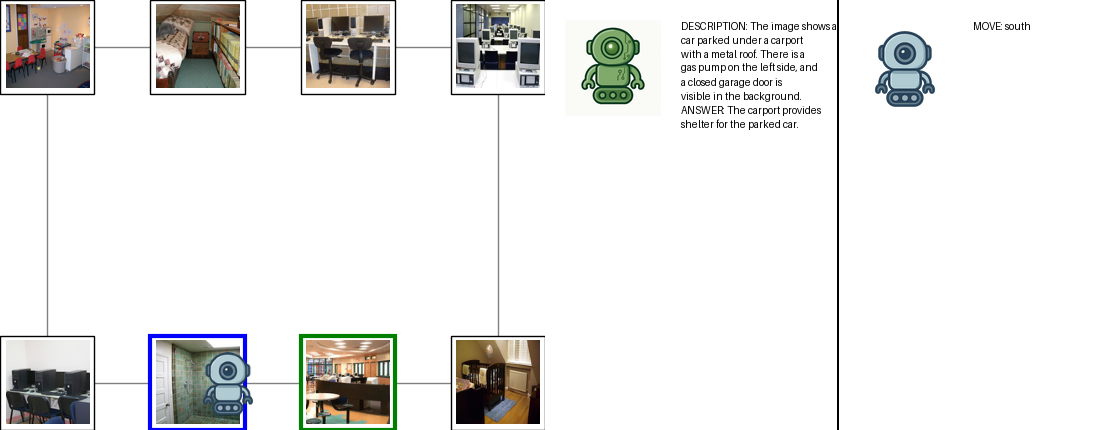 DESCRIPTION: The image shows a
car parked under a carport
with a metal roof. There is a
gas pump on the left side, and
a closed garage door is
visible in the background.
ANSWER: The carport provides
shelter for the parked car.
MOVE: south